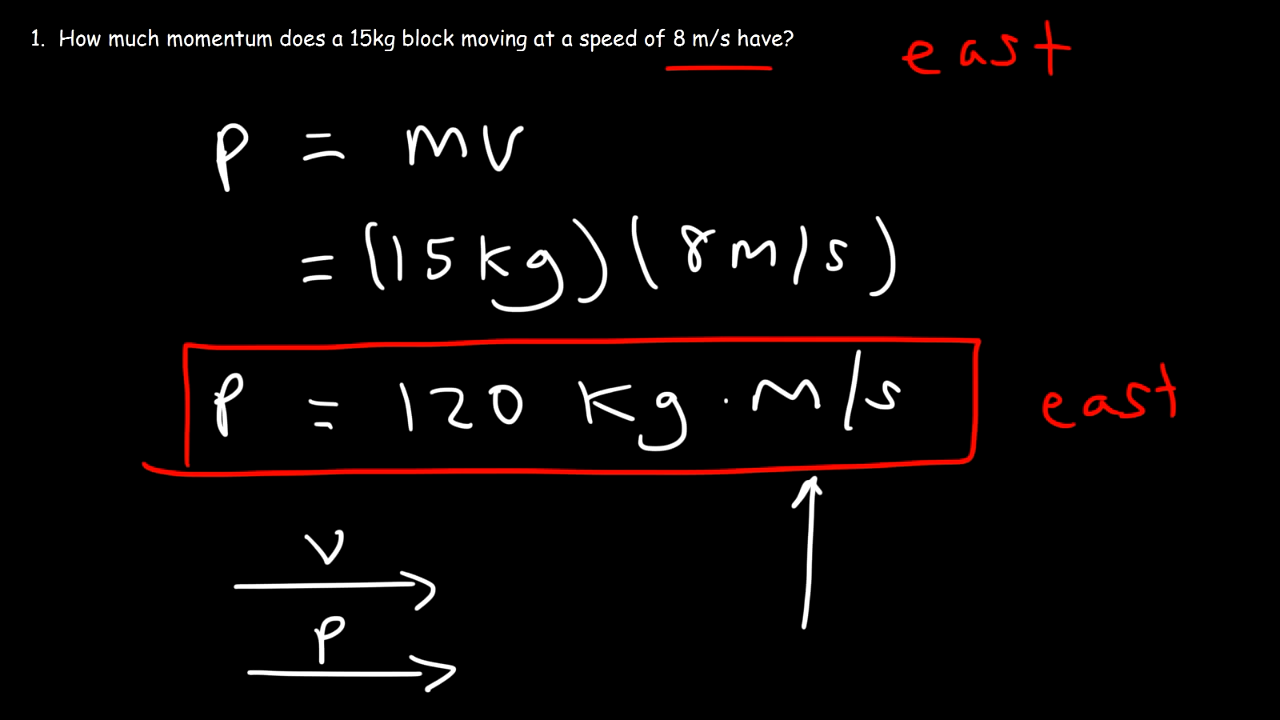 1. How much momentum does a 15kg block moving at a speed of 8 m/s have? east
p = mv
= (15kg)(8m/s)
p = 120 kg·m/s east
v
p